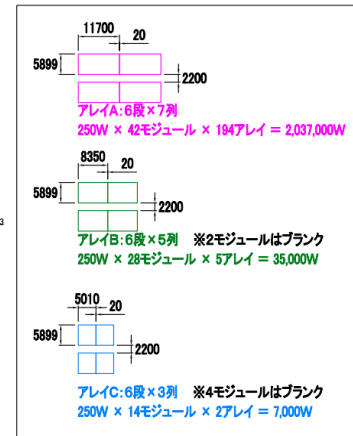 11700
20
5899
2200
アレイA:6段×7列
250W × 42モジュール × 194アレイ = 2,037,000W
8350
20
5899
2200
アレイB:6段×5列 ※2モジュールはブランク
250W × 28モジュール × 5アレイ = 35,000W
3
5010
20
5899
2200
アレイC:6段×3列 ※4モジュールはブランク
250W × 14モジュール × 2アレイ = 7,000W